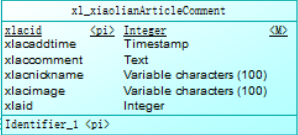 xl_xiaolianArticleComment
xlacid <pi> Integer <M>
xlacaddtime Timestamp
xlaccomment Text
xlacnickname Variable characters (100)
xlacimage Variable characters (100)
xlaid Integer
Identifier_1 <pi>